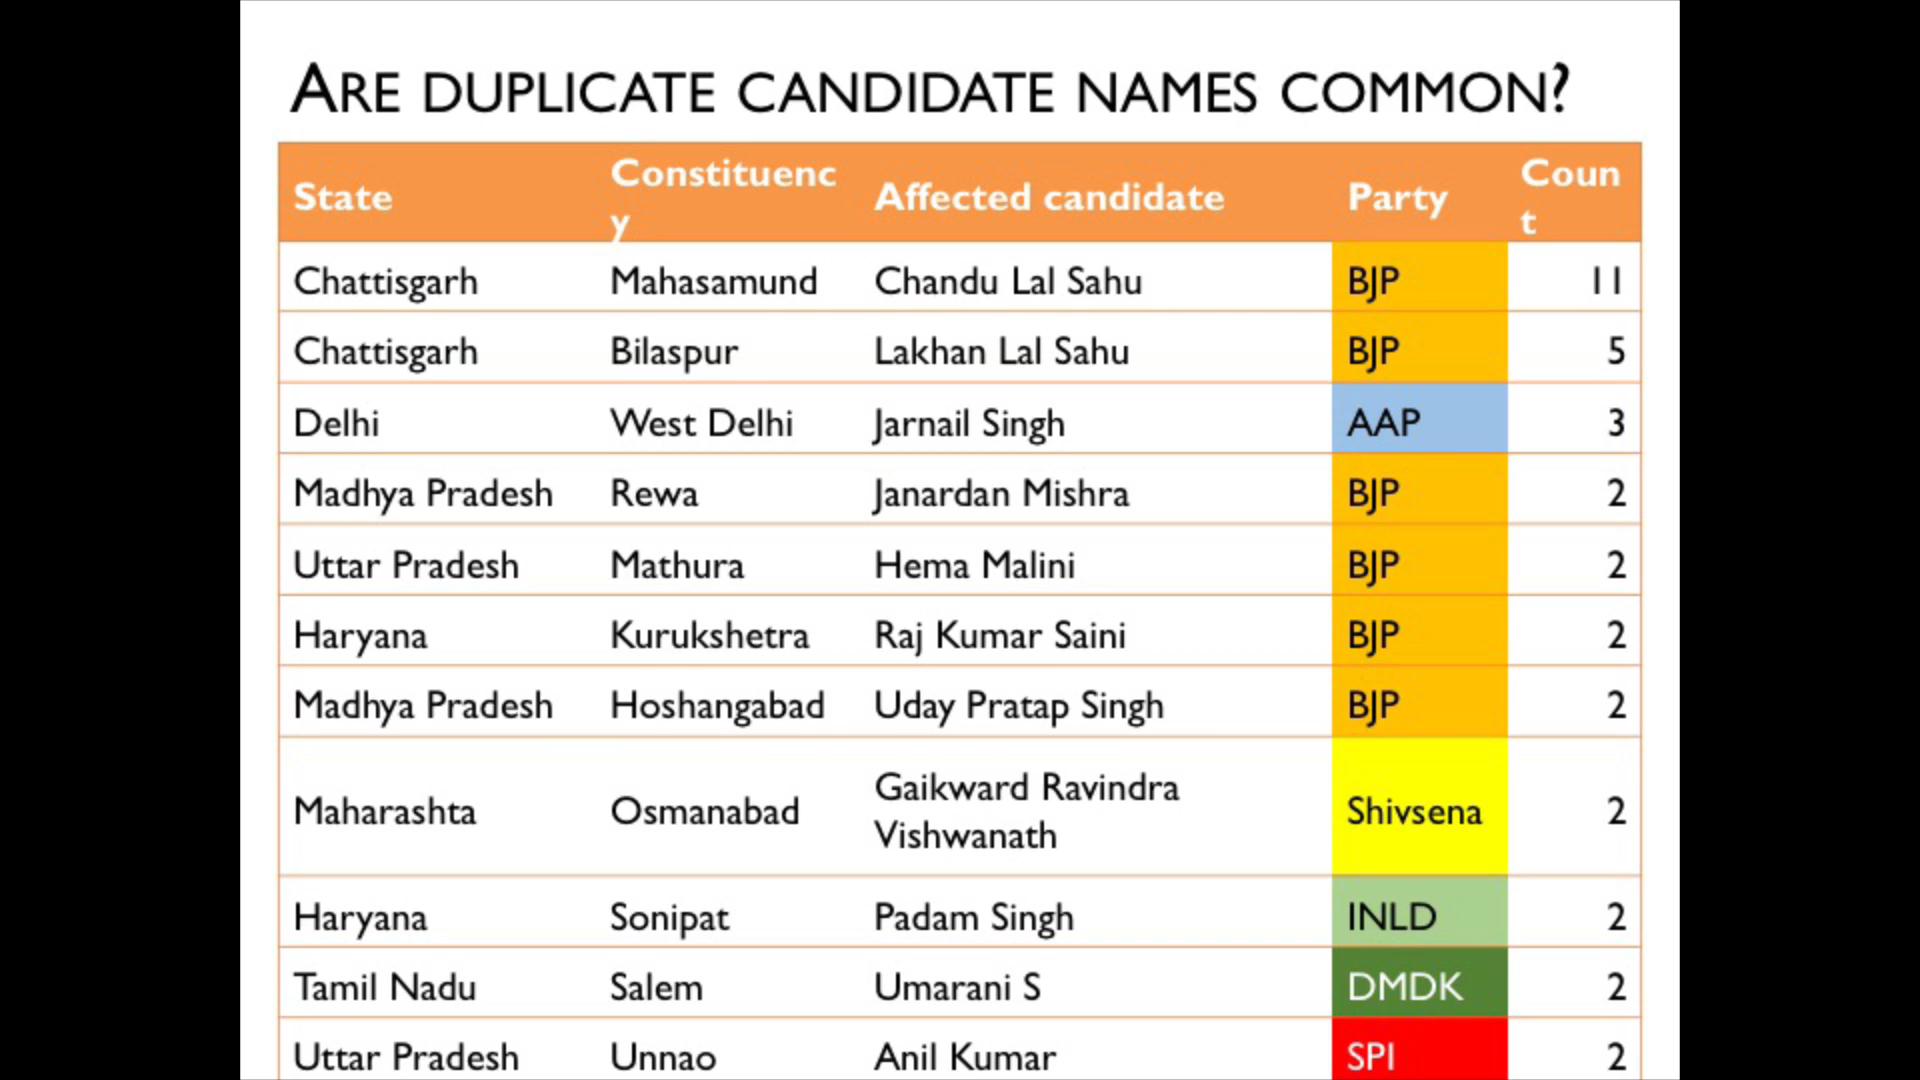 ARE DUPLICATE CANDIDATE NAMES COMMON?
State Constituenc
y Affected candidate Party Coun
t
Chattisgarh Mahasamund Chandu Lal Sahu BJP 11
Chattisgarh Bilaspur Lakhan Lal Sahu BJP 5
Delhi West Delhi Jarnail Singh AAP 3
Madhya Pradesh Rewa Janardan Mishra BJP 2
Uttar Pradesh Mathura Hema Malini BJP 2
Haryana Kurukshetra Raj Kumar Saini BJP 2
Madhya Pradesh Hoshangabad Uday Pratap Singh BJP 2
Maharashta Osmanabad Gaikward Ravindra
Vishwanath Shivsena 2
Haryana Sonipat Padam Singh INLD 2
Tamil Nadu Salem Umarani S DMDK 2
Uttar Pradesh Unnao Anil Kumar SPI 2